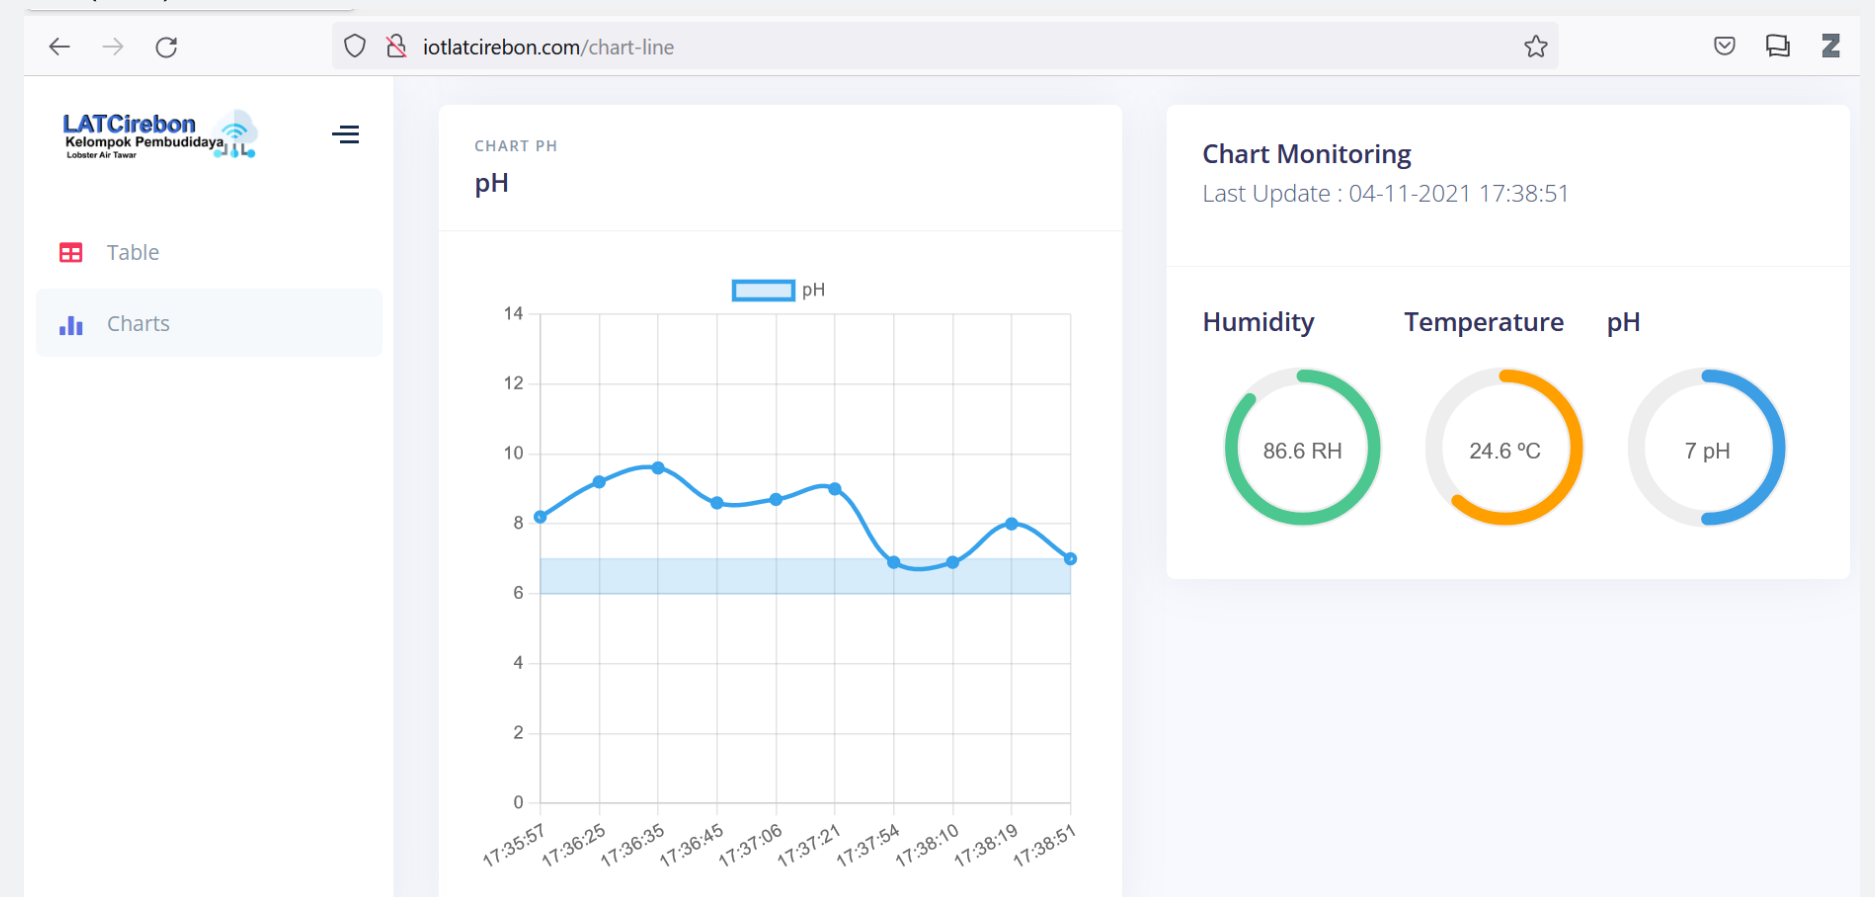 iotlatcirebon.com/chart-line
LATCirebon
Kelompok Pembudidaya
Lobster Air Tawar
Table
Charts
CHART PH
pH
pH
14
12
10
8
6
4
2
0
17:35:57 17:36:25 17:36:35 17:36:45 17:37:06 17:37:21 17:37:54 17:38:10 17:38:19 17:38:51
Chart Monitoring
Last Update : 04-11-2021 17:38:51
Humidity Temperature pH
86.6 RH 24.6 ºC 7 pH